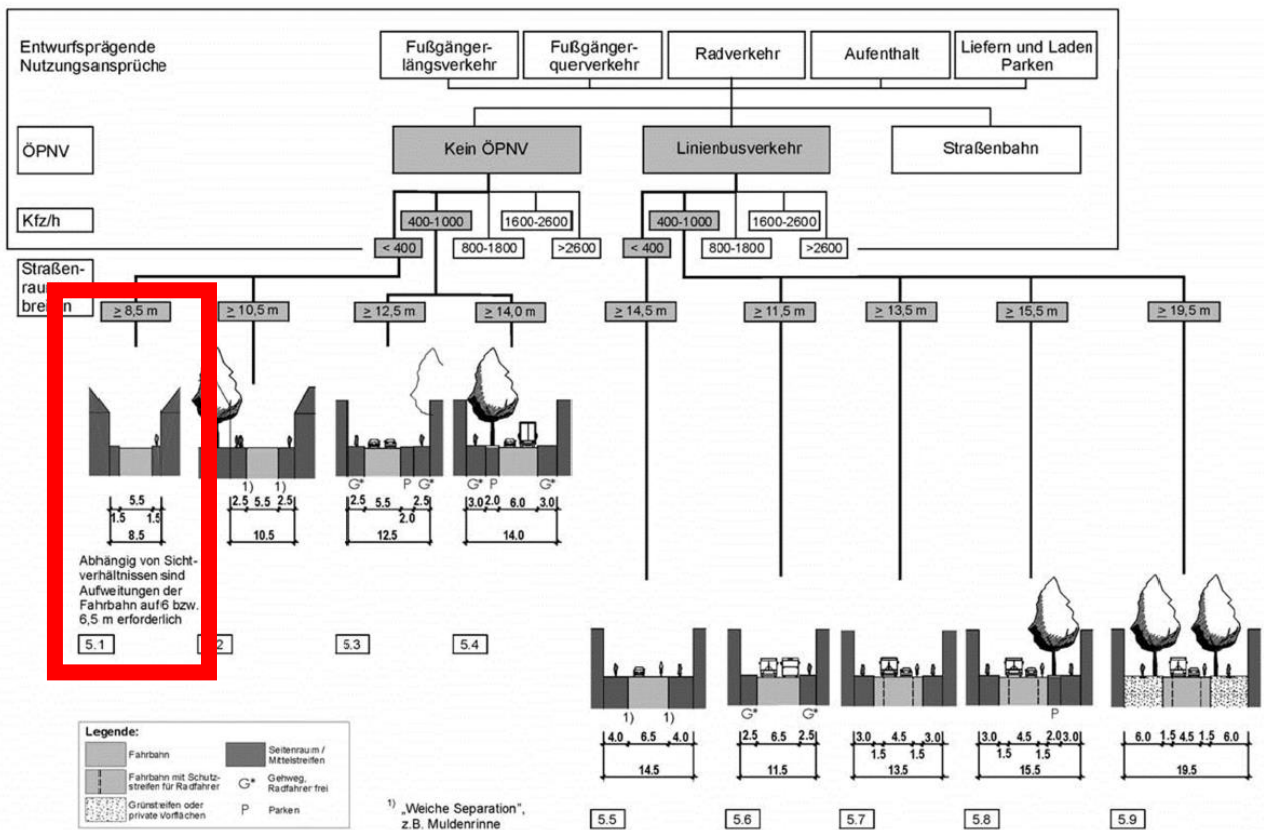 Entwurfsprägende
Nutzungsansprüche
Fußgänger-
längsverkehr
Fußgänger-
querverkehr
Radverkehr
Aufenthalt
Liefern und Laden
Parken
ÖPNV
Kein ÖPNV
Linienbusverkehr
Straßenbahn
Kfz/h
400-1000
1600-2600
400-1000
1600-2600
< 400
800-1800
>2600
< 400
800-1800
>2600
Straßen-
≥ 8,5 m
≥ 10,5 m
≥ 12,5 m
≥ 14,0 m
≥ 14,5 m
≥ 11,5 m
≥ 13,5 m
≥ 15,5 m
≥ 19,5 m
1) 1)
G* P G*
G* P G*
5.5
1.5 1.5
8.5
2.5 5.5 2.5
10.5
2.5 5.5 2.5
2.0
12.5
3.0 2.0 6.0 3.0
14.0
Abhängig von Sicht-
verhältnissen sind
Aufweitungen der
Fahrbahn auf 6 bzw.
6,5 m erforderlich
5.1
5.3
5.4
1) 1)
G* G*
P
4.0 6.5 4.0
14.5
2.5 6.5 2.5
11.5
3.0 4.5 3.0
1.5 1.5
13.5
3.0 4.5 2.0 3.0
1.5 1.5
15.5
6.0 1.5 4.5 1.5 6.0
19.5
5.5
5.6
5.7
5.8
5.9
Legende:
Fahrbahn
Fahrbahn mit Schutz-
streifen für Radfahrer
Grünstreifen oder
private Vorflächen
Seitenraum /
Mittelstreifen
G* Gehweg,
Radfahrer frei
P Parken
1) „Weiche Separation",
z.B. Muldenrinne